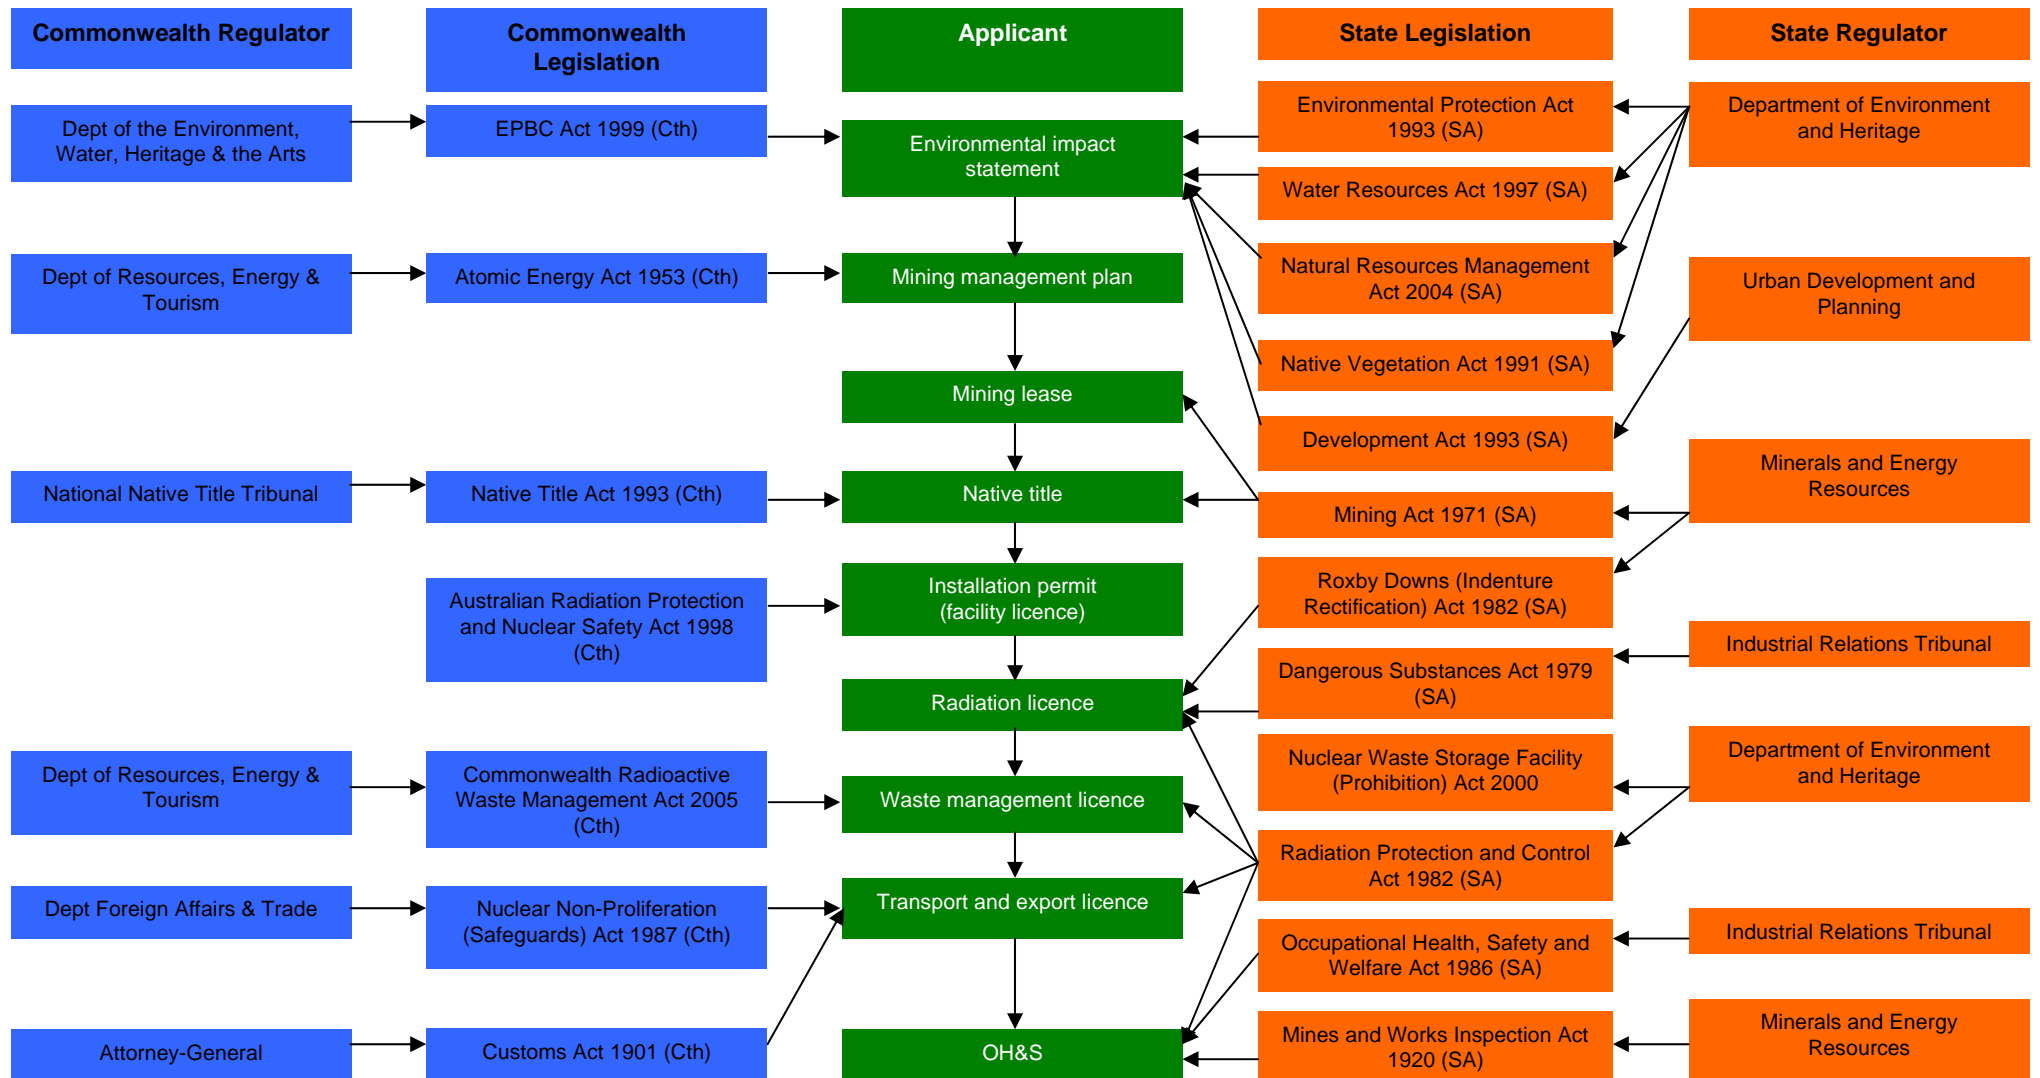 Commonwealth Regulator
Commonwealth
Legislation
Applicant
State Legislation
State Regulator
Dept of the Environment,
Water, Heritage & the Arts
EPBC Act 1999 (Cth)
Environmental impact
statement
Environmental Protection Act
1993 (SA)
Department of Environment
and Heritage
Water Resources Act 1997 (SA)
Dept of Resources, Energy &
Tourism
Atomic Energy Act 1953 (Cth)
Mining management plan
Natural Resources Management
Act 2004 (SA)
Urban Development and
Planning
Native Vegetation Act 1991 (SA)
Mining lease
Development Act 1993 (SA)
National Native Title Tribunal
Native Title Act 1993 (Cth)
Native title
Mining Act 1971 (SA)
Minerals and Energy
Resources
Australian Radiation Protection
and Nuclear Safety Act 1998
(Cth)
Installation permit
(facility licence)
Roxby Downs (Indenture
Rectification) Act 1982 (SA)
Industrial Relations Tribunal
Radiation licence
Dangerous Substances Act 1979
(SA)
Dept of Resources, Energy &
Tourism
Commonwealth Radioactive
Waste Management Act 2005
(Cth)
Waste management licence
Nuclear Waste Storage Facility
(Prohibition) Act 2000
Department of Environment
and Heritage
Radiation Protection and Control
Act 1982 (SA)
Dept Foreign Affairs & Trade
Nuclear Non-Proliferation
(Safeguards) Act 1987 (Cth)
Transport and export licence
Occupational Health, Safety and
Welfare Act 1986 (SA)
Industrial Relations Tribunal
Attorney-General
Customs Act 1901 (Cth)
OH&S
Mines and Works Inspection Act
1920 (SA)
Minerals and Energy
Resources